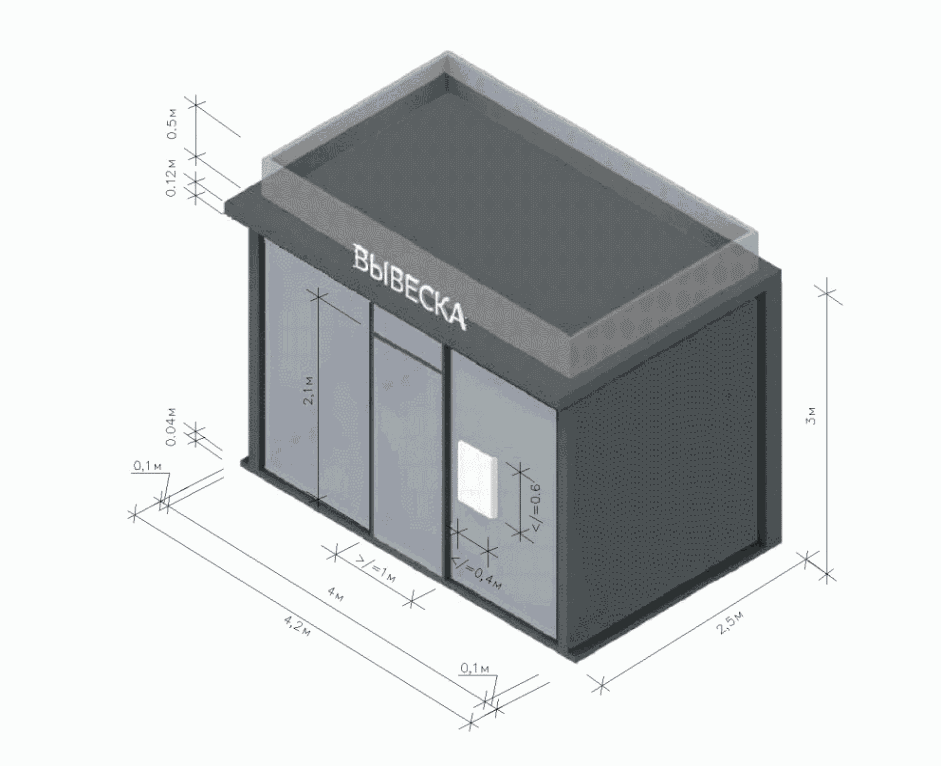 0.5м
0.12м
ВЫВЕСКА
2,1м
3м
0.04м
0,1м
</=0.6
</=0,4м
>/=1м
4м
4,2м
2,5м
0,1м